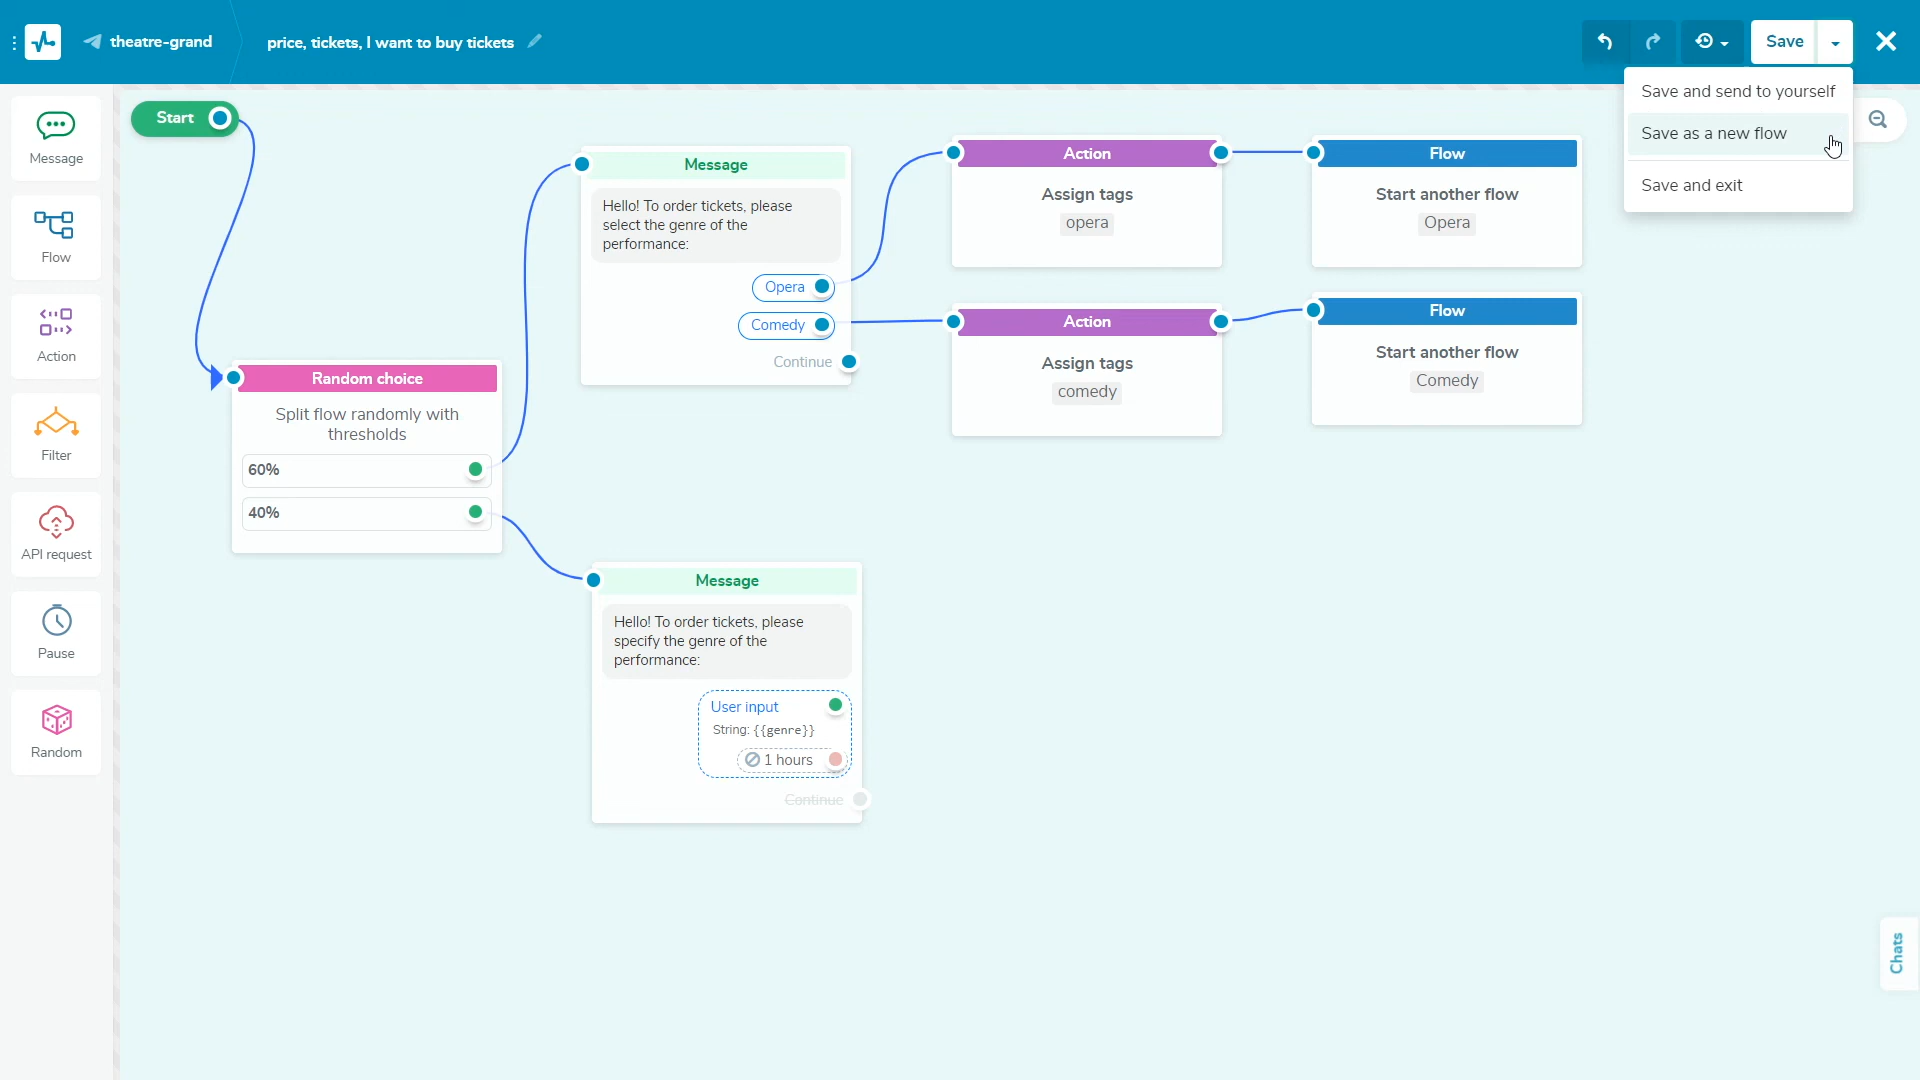 theatre-grand
price, tickets, I want to buy tickets
Save
Save and send to yourself
Save as a new flow
Save and exit
Message
Flow
Action
Filter
API request
Pause
Random
Start
Random choice
Split flow randomly with
thresholds
60%
40%
Message
Hello! To order tickets, please
select the genre of the
performance:
Opera
Comedy
Continue
Action
Assign tags
opera
Flow
Start another flow
Opera
Action
Assign tags
comedy
Flow
Start another flow
Comedy
Message
Hello! To order tickets, please
specify the genre of the
performance:
User input
String: {{genre}}
1 hours
Continue
Chats